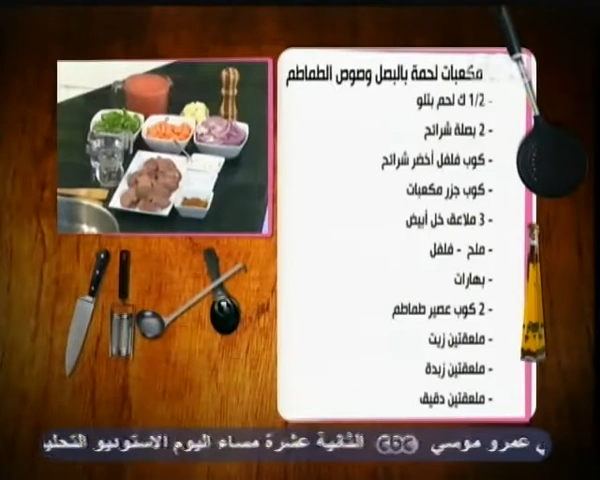 مكعبات لحمة بالبصل وصوص الطماطم
- 1/2 ك لحم بتلو
- 2 بصلة شرائح
- كوب فلفل أخضر شرائح
- كوب جزر مكعبات
- 3 ملاعق خل أبيض
- ملح - فلفل
- بهارات
- 2 كوب عصير طماطم
- ملعقتين زيت
- ملعقتين زبدة
- ملعقتين دقيق
عمرو موسي cbc الثانية عشرة مساء اليوم الاستوديو